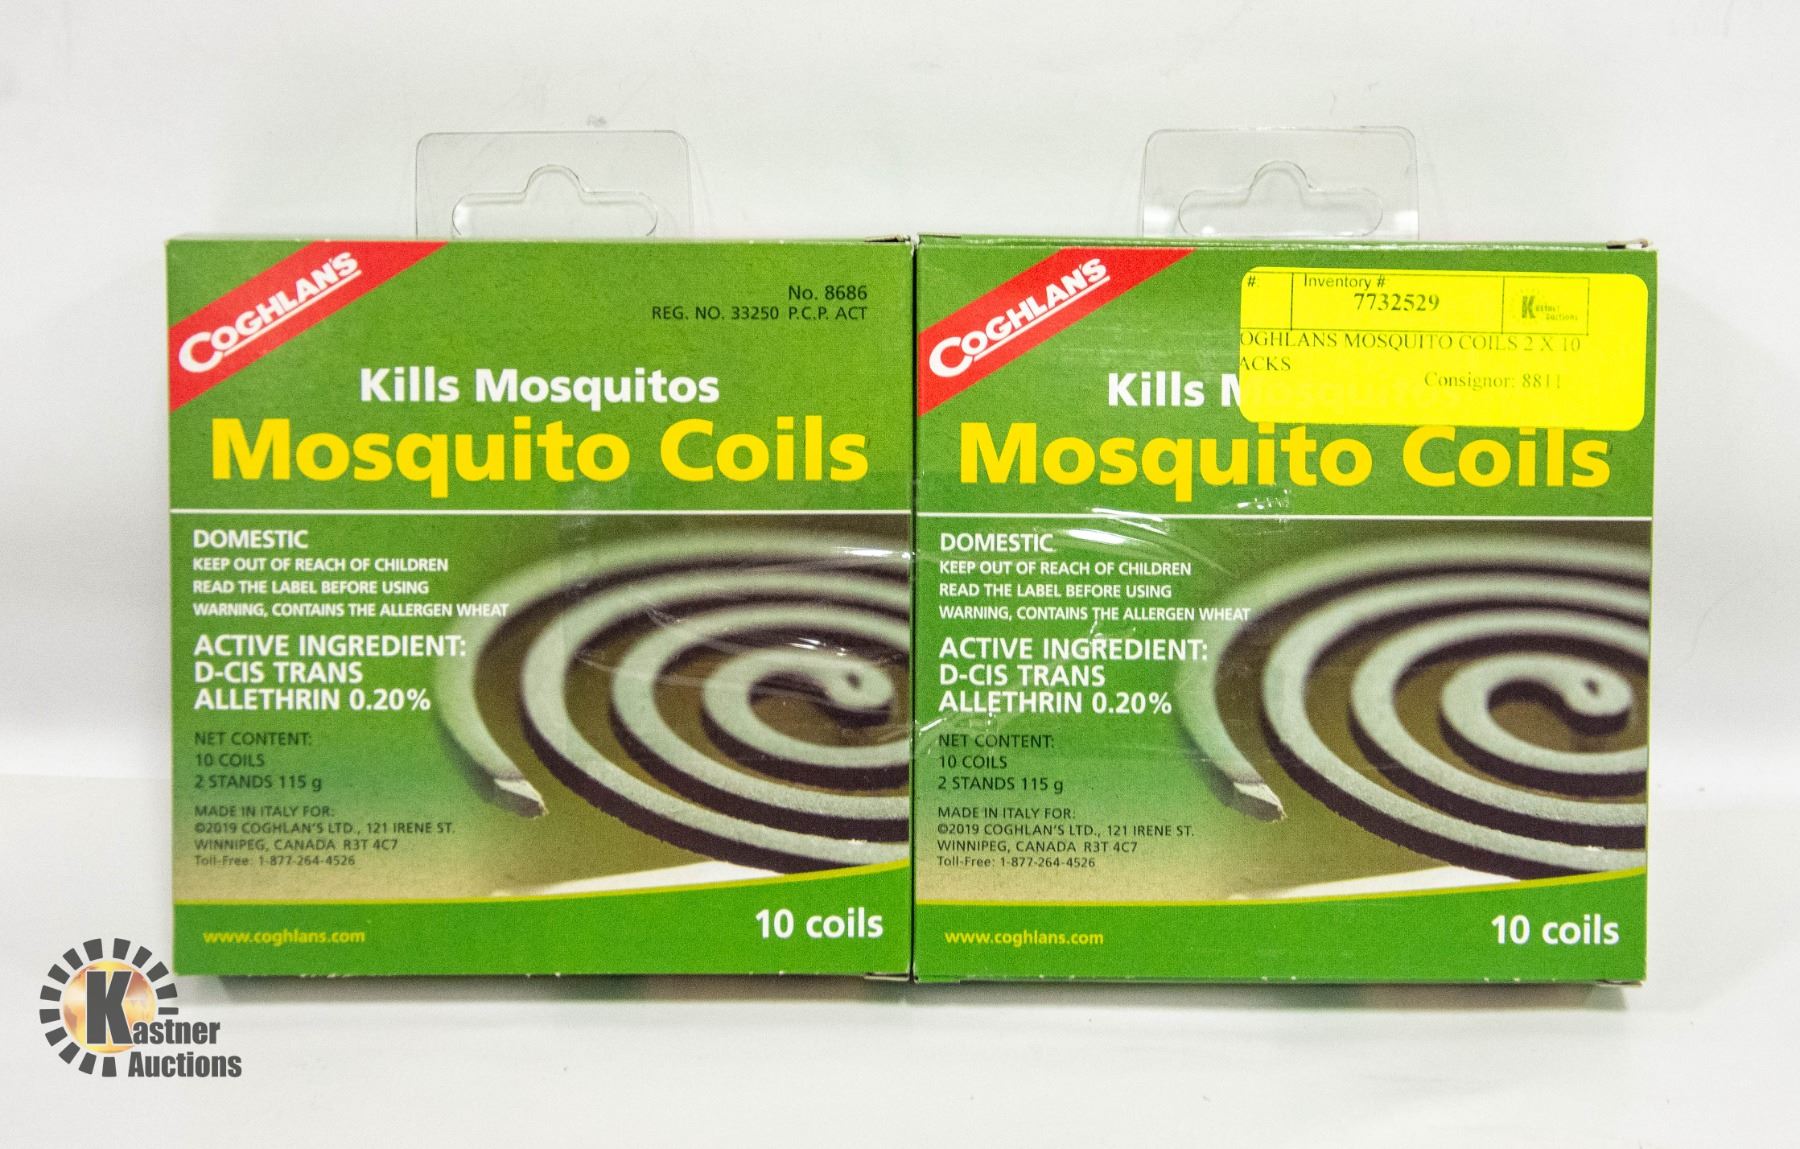 COGHLAN'S
No. 8686
REG. NO. 33250 P.C.P. ACT
Kills Mosquitos
Mosquito Coils
DOMESTIC
KEEP OUT OF REACH OF CHILDREN
READ THE LABEL BEFORE USING
WARNING, CONTAINS THE ALLERGEN WHEAT
ACTIVE INGREDIENT:
D-CIS TRANS
ALLETHRIN 0.20%
NET CONTENT:
10 COILS
2 STANDS 115 g
MADE IN ITALY FOR:
©2019 COGHLAN'S LTD., 121 IRENE ST.
WINNIPEG, CANADA R3T 4C7
Toll-Free: 1-877-264-4526
www.coghlans.com
10 coils
COGHLAN'S
#:
Inventory #
7732529
Kastner
Auctions
OGHLANS MOSQUITO COILS 2 X 10
ACKS
Consignor: 8811
Kills Mosquitos
Mosquito Coils
DOMESTIC
KEEP OUT OF REACH OF CHILDREN
READ THE LABEL BEFORE USING
WARNING, CONTAINS THE ALLERGEN WHEAT
ACTIVE INGREDIENT:
D-CIS TRANS
ALLETHRIN 0.20%
NET CONTENT:
10 COILS
2 STANDS 115 g
MADE IN ITALY FOR:
©2019 COGHLAN'S LTD., 121 IRENE ST.
WINNIPEG, CANADA R3T 4C7
Toll-Free: 1-877-264-4526
www.coghlans.com
10 coils
Kastner
Auctions